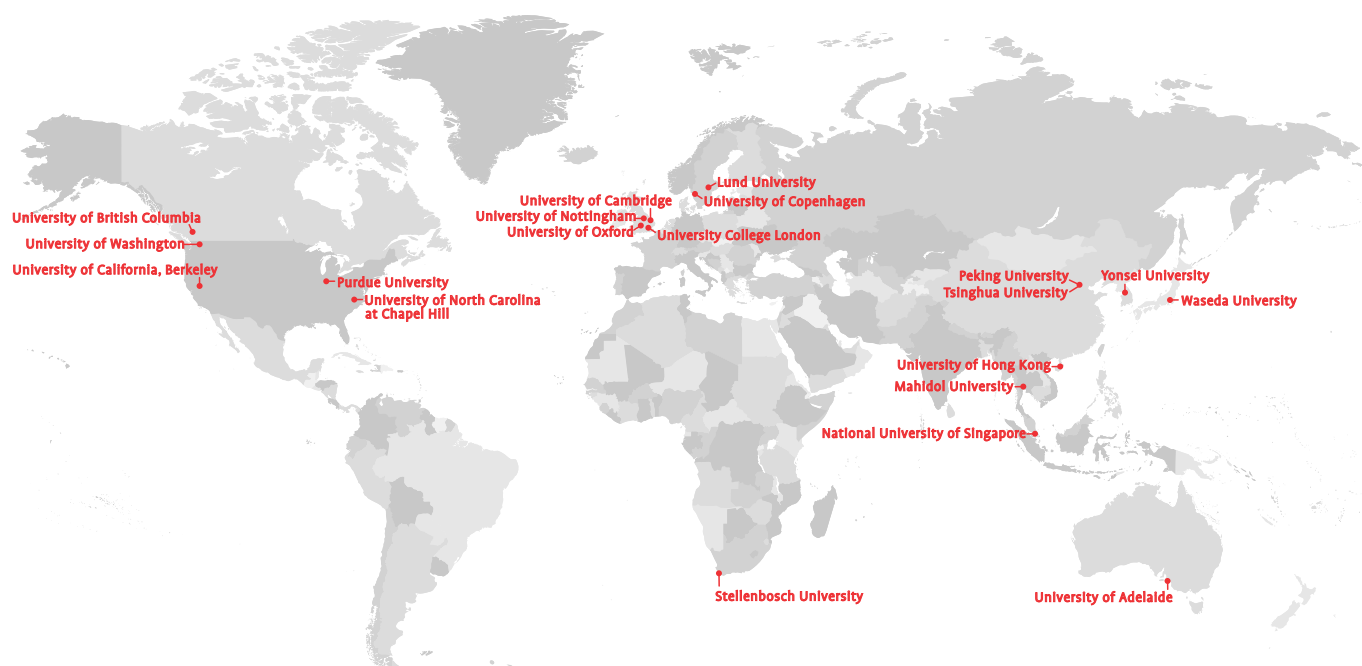 University of British Columbia
University of Washington
University of California, Berkeley
Purdue University
University of North Carolina
at Chapel Hill
Lund University
University of Copenhagen
University of Cambridge
University of Nottingham
University of Oxford
University College London
Peking University
Tsinghua University
Yonsei University
Waseda University
University of Hong Kong
Mahidol University
National University of Singapore
Stellenbosch University
University of Adelaide